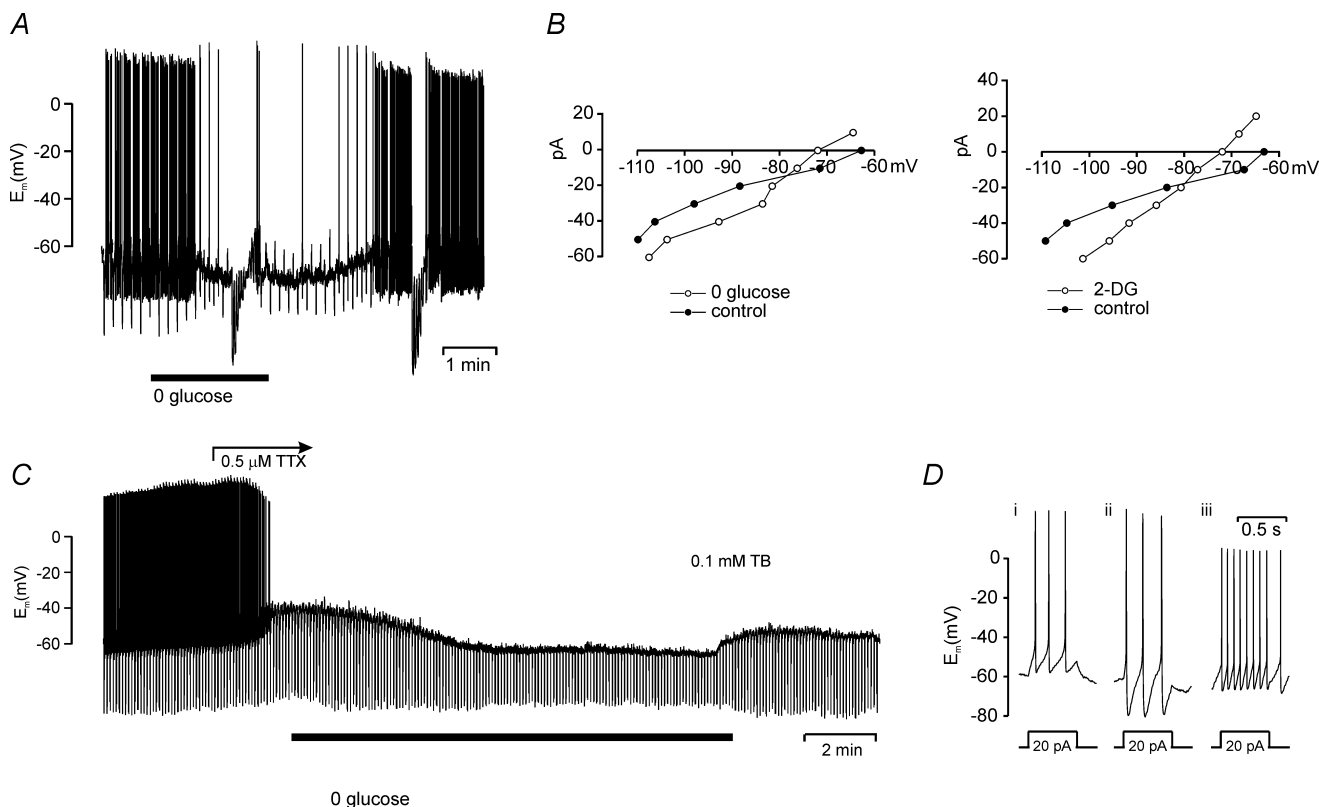 A
0
-20
-40
-60
Em(mV)
1 min
0 glucose
B
20
0
-20
-40
-60
pA
-110
-100
-90
-80
-70
-60
mV
0 glucose
control
40
20
0
-20
-40
-60
pA
-110
-100
-90
-80
-70
-60
mV
2-DG
control
C
0.5 μM TTX
0
-20
-40
-60
Em(mV)
0.1 mM TB
2 min
0 glucose
D
i
ii
iii
0.5 s
0
-20
-40
-60
-80
Em(mV)
20 pA
20 pA
20 pA